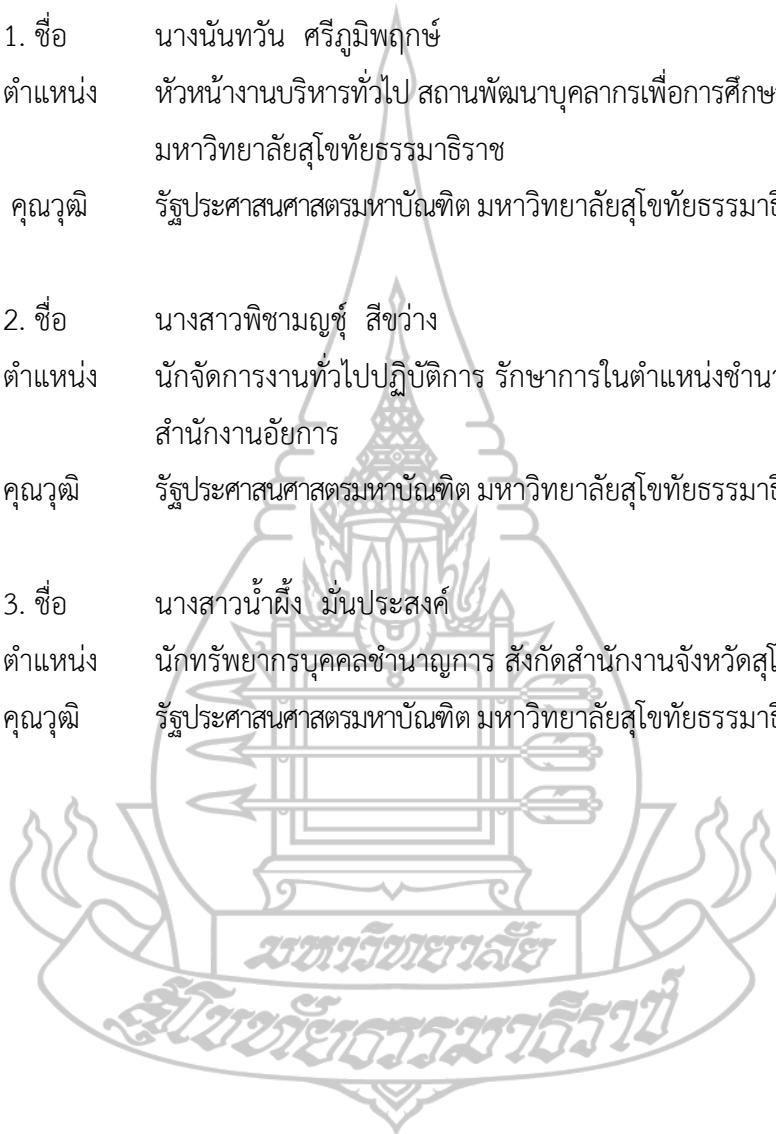 1. ชื่อ นางนันทวัน ศรีภูมิพฤกษ์
ตำแหน่ง หัวหน้างานบริหารทั่วไป สถานพัฒนาบุคลากรเพื่อการศึกษ
มหาวิทยาลัยสุโขทัยธรรมาธิราช
คุณวุฒิ รัฐประศาสนศาสตรมหาบัณฑิต มหาวิทยาลัยสุโขทัยธรรมาธิ
2. ชื่อ นางสาวพิชามญชุ์ สีขว่าง
ตำแหน่ง นักจัดการงานทั่วไปปฏิบัติการ รักษาการในตำแหน่งชำนา
สำนักงานอัยการ
คุณวุฒิ รัฐประศาสนศาสตรมหาบัณฑิต มหาวิทยาลัยสุโขทัยธรรมาธิ
3. ชื่อ นางสาวน้ำผึ้ง มั่นประสงค์
ตำแหน่ง นักทรัพยากรบุคคลชำนาญการ สังกัดสำนักงานจังหวัดสุโ
คุณวุฒิ รัฐประศาสนศาสตรมหาบัณฑิต มหาวิทยาลัยสุโขทัยธรรมาธิ
มหาวิทยาลัย
สุโขทัยธรรมาธิราช